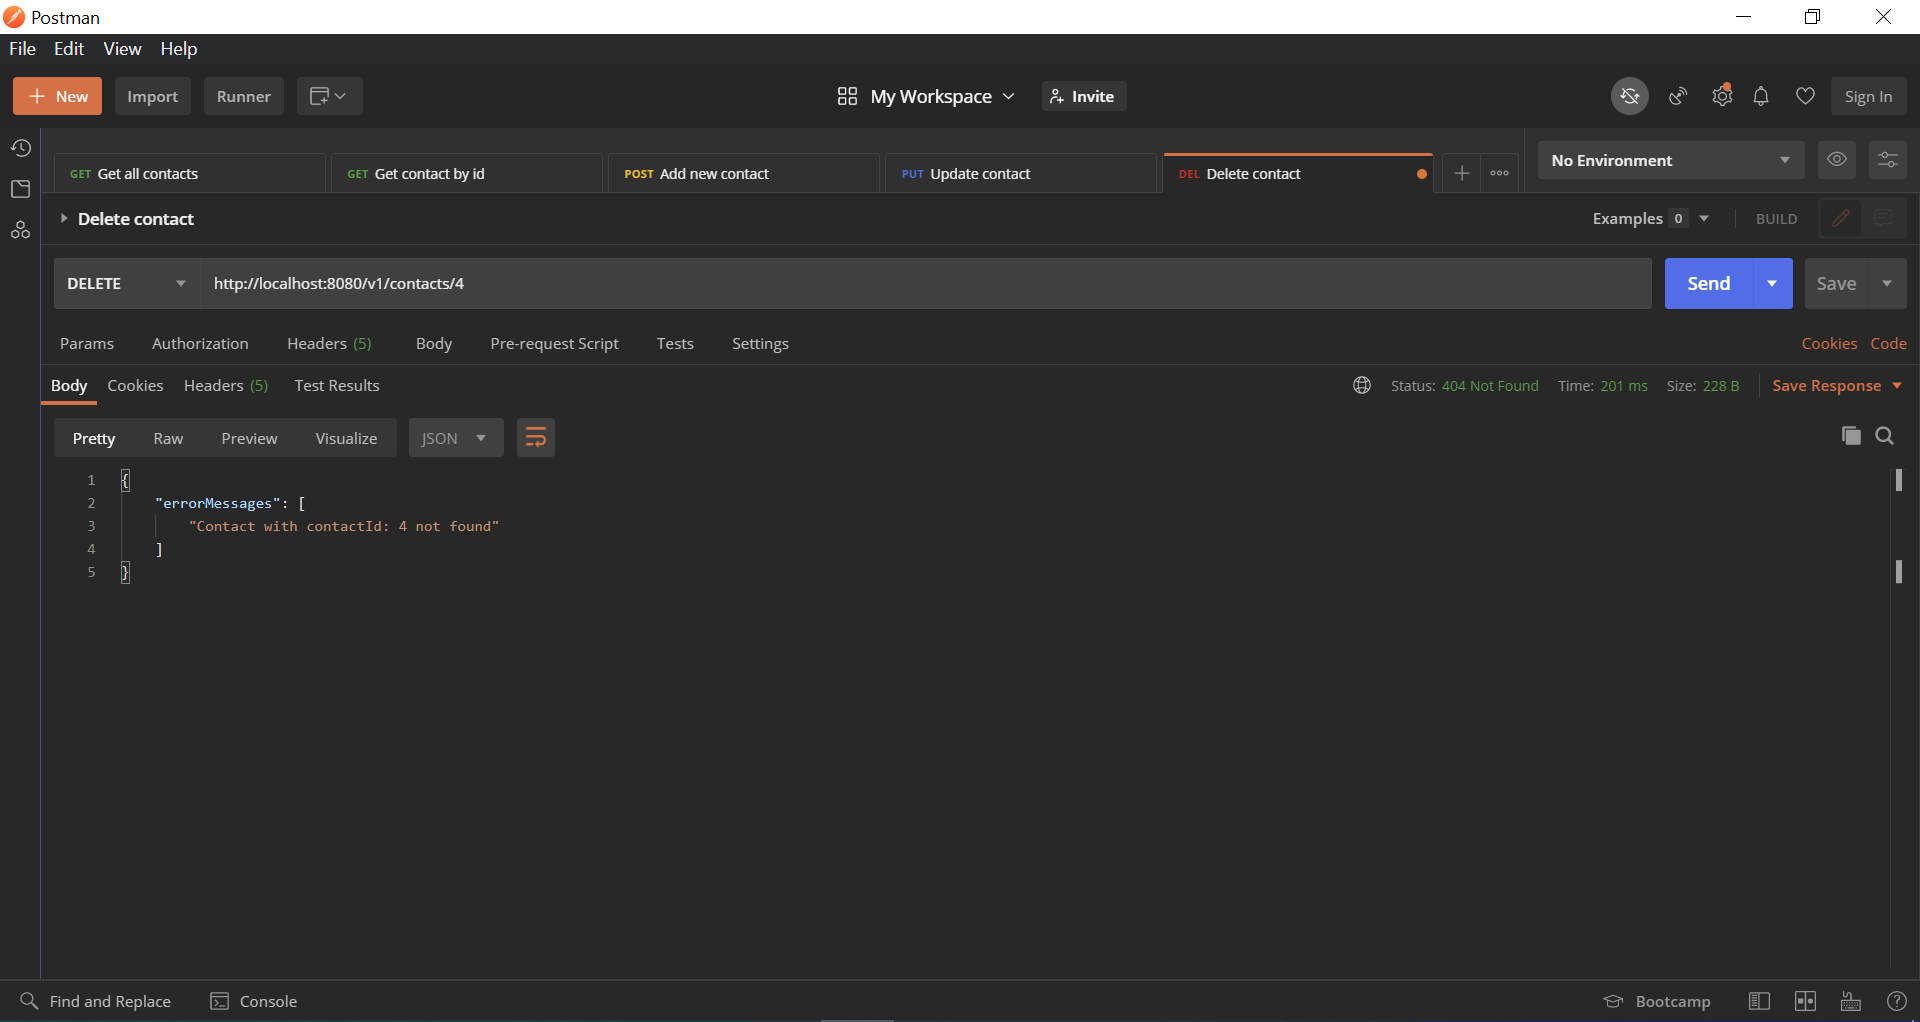 Postman
File Edit View Help
New Import Runner My Workspace Invite Sign In
GET Get all contacts GET Get contact by id POST Add new contact PUT Update contact DEL Delete contact No Environment
Delete contact Examples 0 BUILD
DELETE http://localhost:8080/v1/contacts/4 Send Save
Params Authorization Headers (5) Body Pre-request Script Tests Settings Cookies Code
Body Cookies Headers (5) Test Results Status: 404 Not Found Time: 201 ms Size: 228 B Save Response
Pretty Raw Preview Visualize JSON
1 {
2 "errorMessages": [
3 "Contact with contactId: 4 not found"
4 ]
5 }
Find and Replace Console Bootcamp